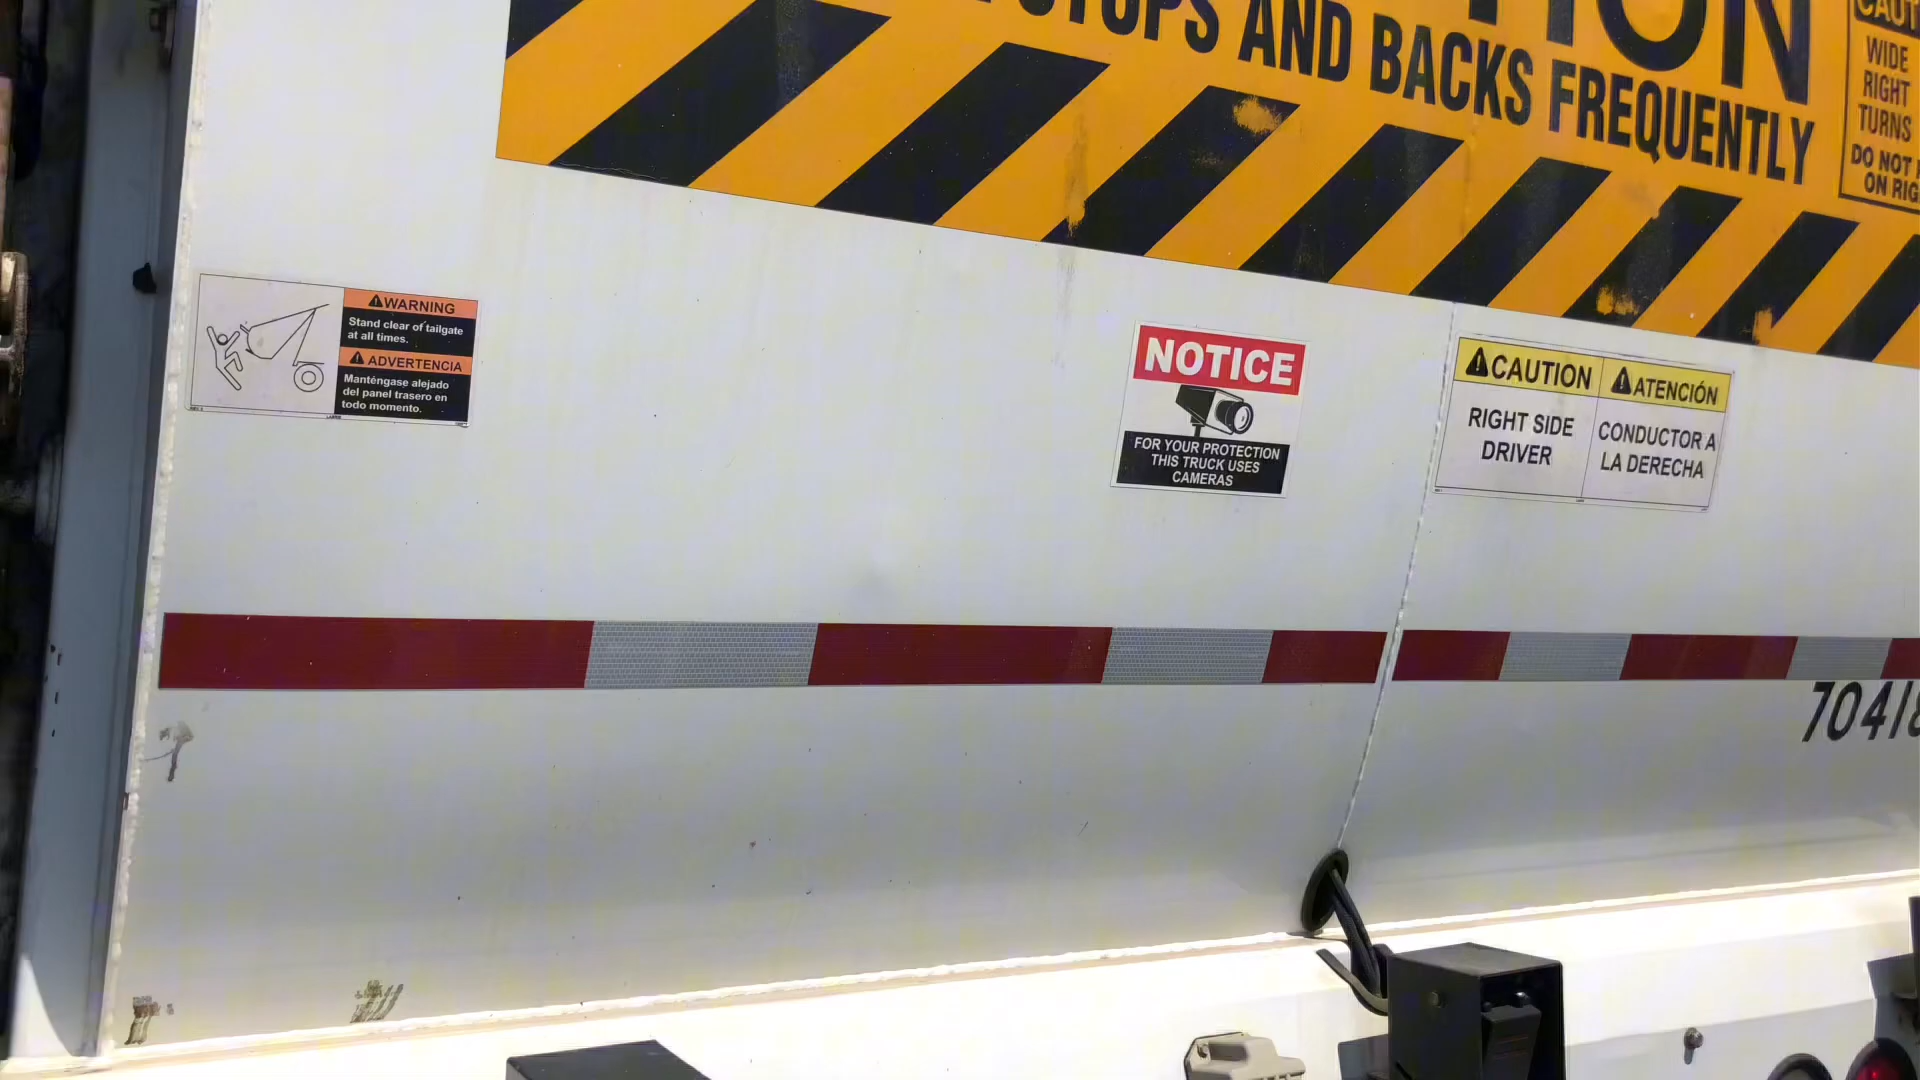 STOPS AND BACKS FREQUENTLY
WIDE
RIGHT
TURNS
DO NOT
ON
WARNING
Stand clear of tailgate
at all times.
ADVERTENCIA
Manténgase alejado
del panel trasero en
todo momento.
NOTICE
FOR YOUR PROTECTION
THIS TRUCK USES
CAMERAS
CAUTION
RIGHT SIDE
DRIVER
ATENCIÓN
CONDUCTOR A
LA DERECHA
70418